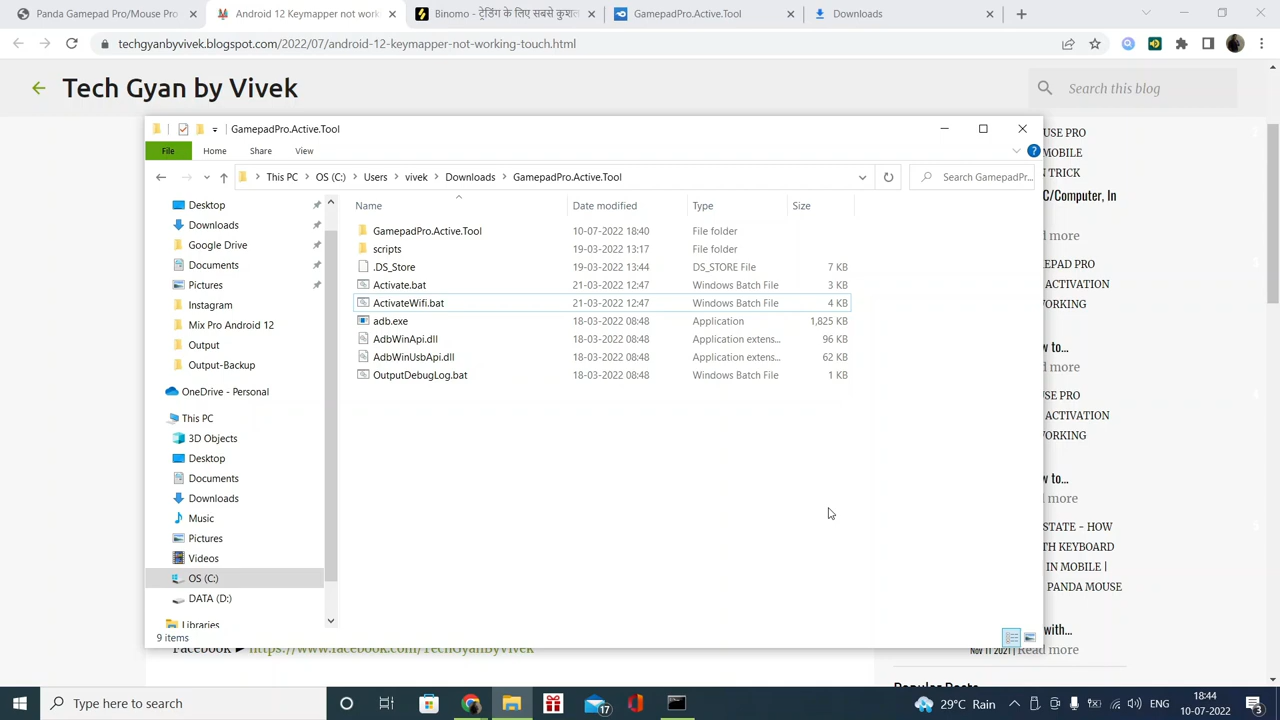 Panda Gamepad Pro/Mouse Pro
Android 12 Keymapper not work
Binomo - ट्रेडिंग के लिए सबसे कुशल
GamepadPro.Active.Tool
Downloads
techgyanbyvivek.blogspot.com/2022/07/android-12-keymapper-not-working-touch.html
Tech Gyan by Vivek
Search this blog
GamepadPro.Active.Tool
File
Home
Share
View
This PC
OS (C:)
Users
vivek
Downloads
GamepadPro.Active.Tool
Search GamepadPr...
Desktop
Downloads
Google Drive
Documents
Pictures
Instagram
Mix Pro Android 12
Output
Output-Backup
OneDrive - Personal
This PC
3D Objects
Desktop
Documents
Downloads
Music
Pictures
Videos
OS (C:)
DATA (D:)
Libraries
Name Date modified Type Size
GamepadPro.Active.Tool 10-07-2022 18:40 File folder
scripts 19-03-2022 13:17 File folder
.DS_Store 19-03-2022 13:44 DS_STORE File 7 KB
Activate.bat 21-03-2022 12:47 Windows Batch File 3 KB
ActivateWifi.bat 21-03-2022 12:47 Windows Batch File 4 KB
adb.exe 18-03-2022 08:48 Application 1,825 KB
AdbWinApi.dll 18-03-2022 08:48 Application extens... 96 KB
AdbWinUsbApi.dll 18-03-2022 08:48 Application extens... 62 KB
OutputDebugLog.bat 18-03-2022 08:48 Windows Batch File 1 KB
9 items
USE PRO
MOBILE
TRICK
C/Computer, In
d more
EPAD PRO
ACTIVATION
WORKING
w to...
d more
USE PRO
ACTIVATION
WORKING
w to...
d more
STATE - HOW
TH KEYBOARD
IN MOBILE |
PANDA MOUSE
with...
Nov 11 2021 | Read more
Popular Posts
Facebook ► https://www.facebook.com/TechGyanByVivek
Type here to search
17
29°C Rain
ENG
18:44
10-07-2022
3